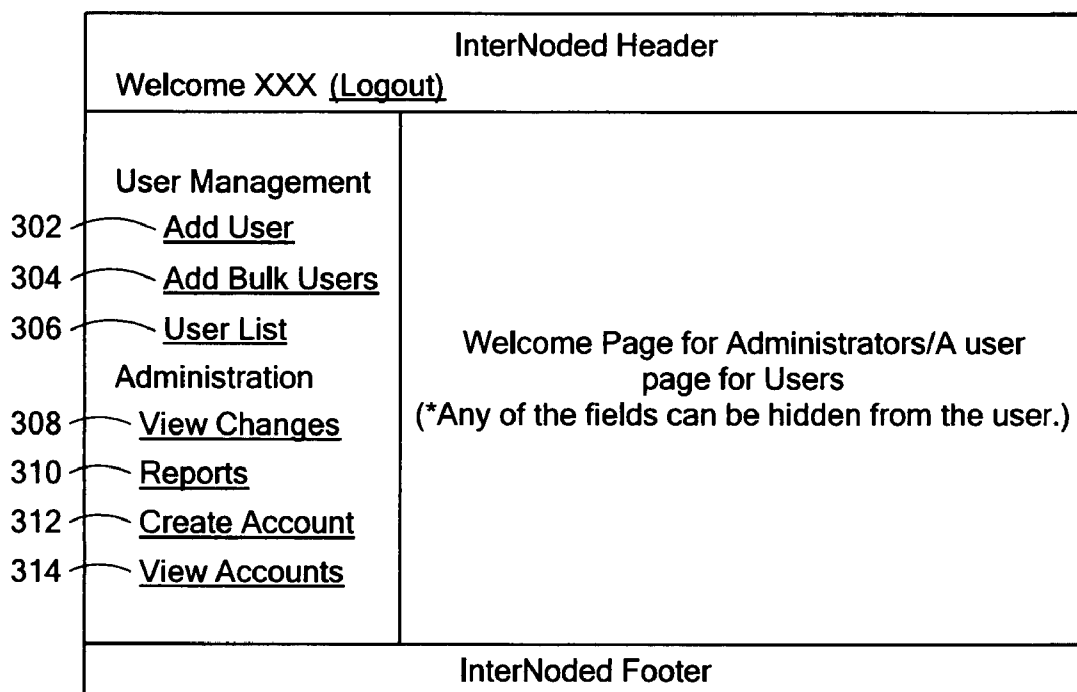 InterNoded Header
Welcome XXX (Logout)
User Management
302 Add User
304 Add Bulk Users
306 User List
Administration
308 View Changes
310 Reports
312 Create Account
314 View Accounts
Welcome Page for Administrators/A user
page for Users
(*Any of the fields can be hidden from the user.)
InterNoded Footer